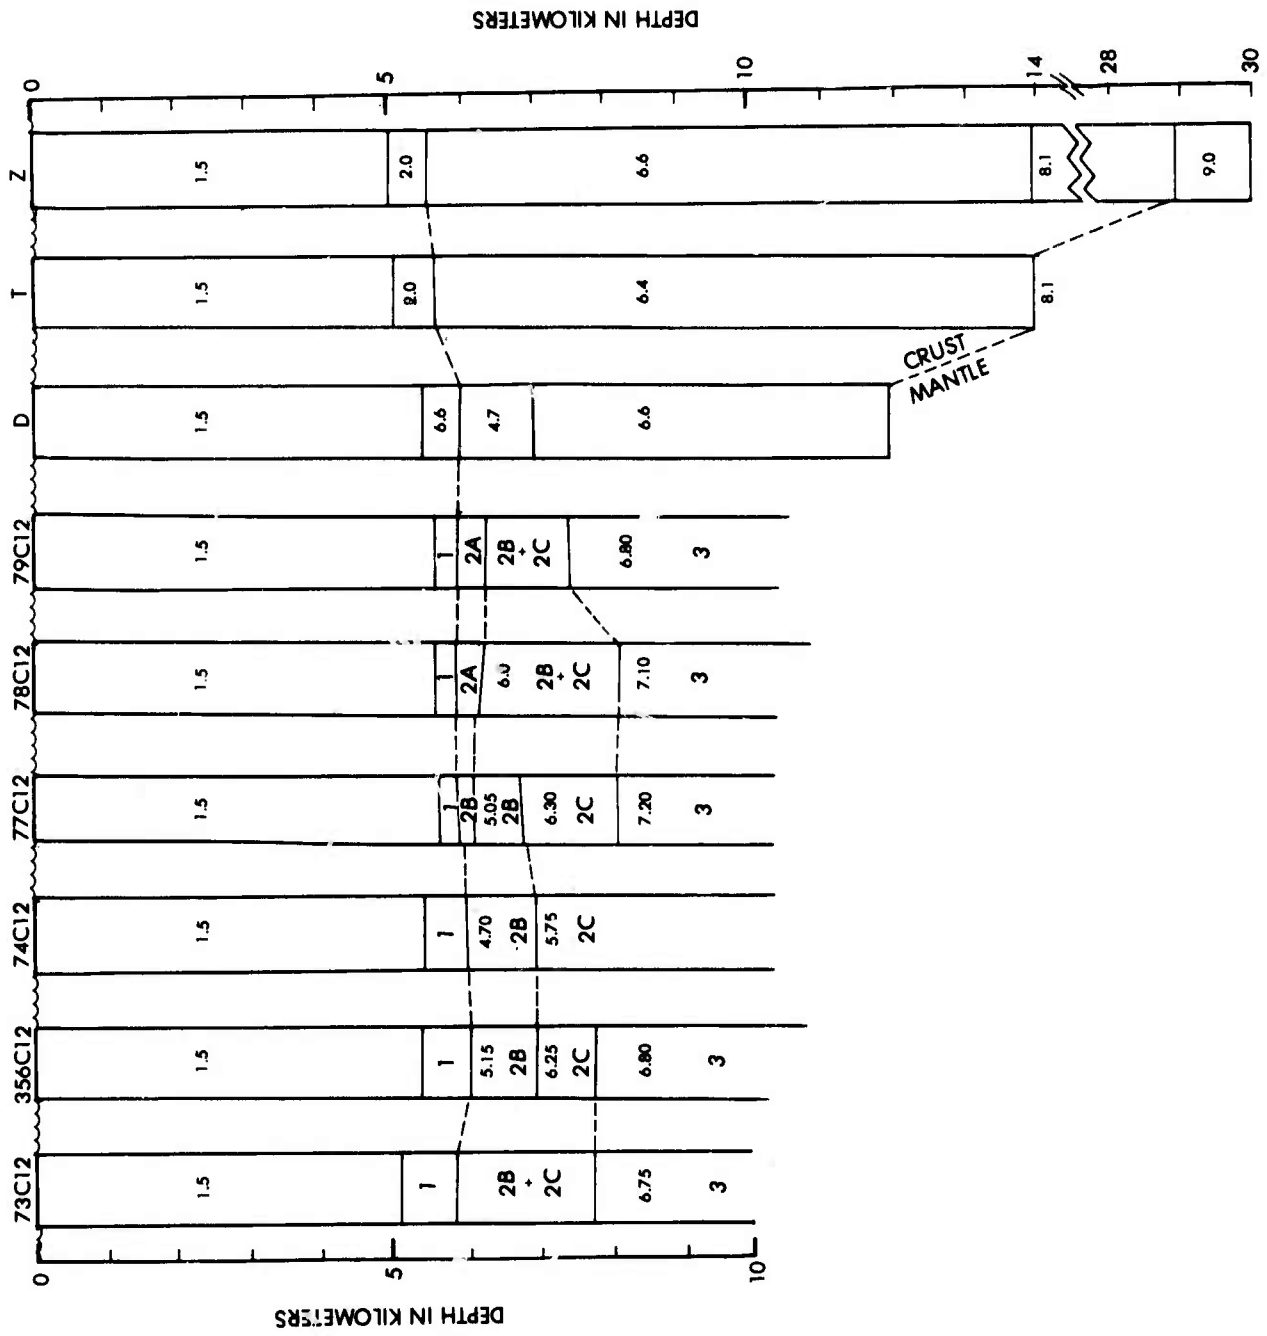 DEPTH IN KILOMETERS
0
5
10
73C12
1.5
1
2B
+
2C
6.75
3
356C12
1.5
1
5.15
2B
6.25
2C
6.80
3
74C12
1.5
1
4.70
2B
5.75
2C
77C12
1.5
1
2B
5.05
2B
6.30
2C
7.20
3
78C12
1.5
1
2A
6.0
2B
+
2C
7.10
3
79C12
1.5
1
2A
2B
+
2C
6.80
3
D
1.5
6.6
4.7
6.6
CRUST
MANTLE
T
1.5
2.0
6.4
8.1
Z
1.5
2.0
6.6
8.1
9.0
0
5
10
14
28
30
DEPTH IN KILOMETERS